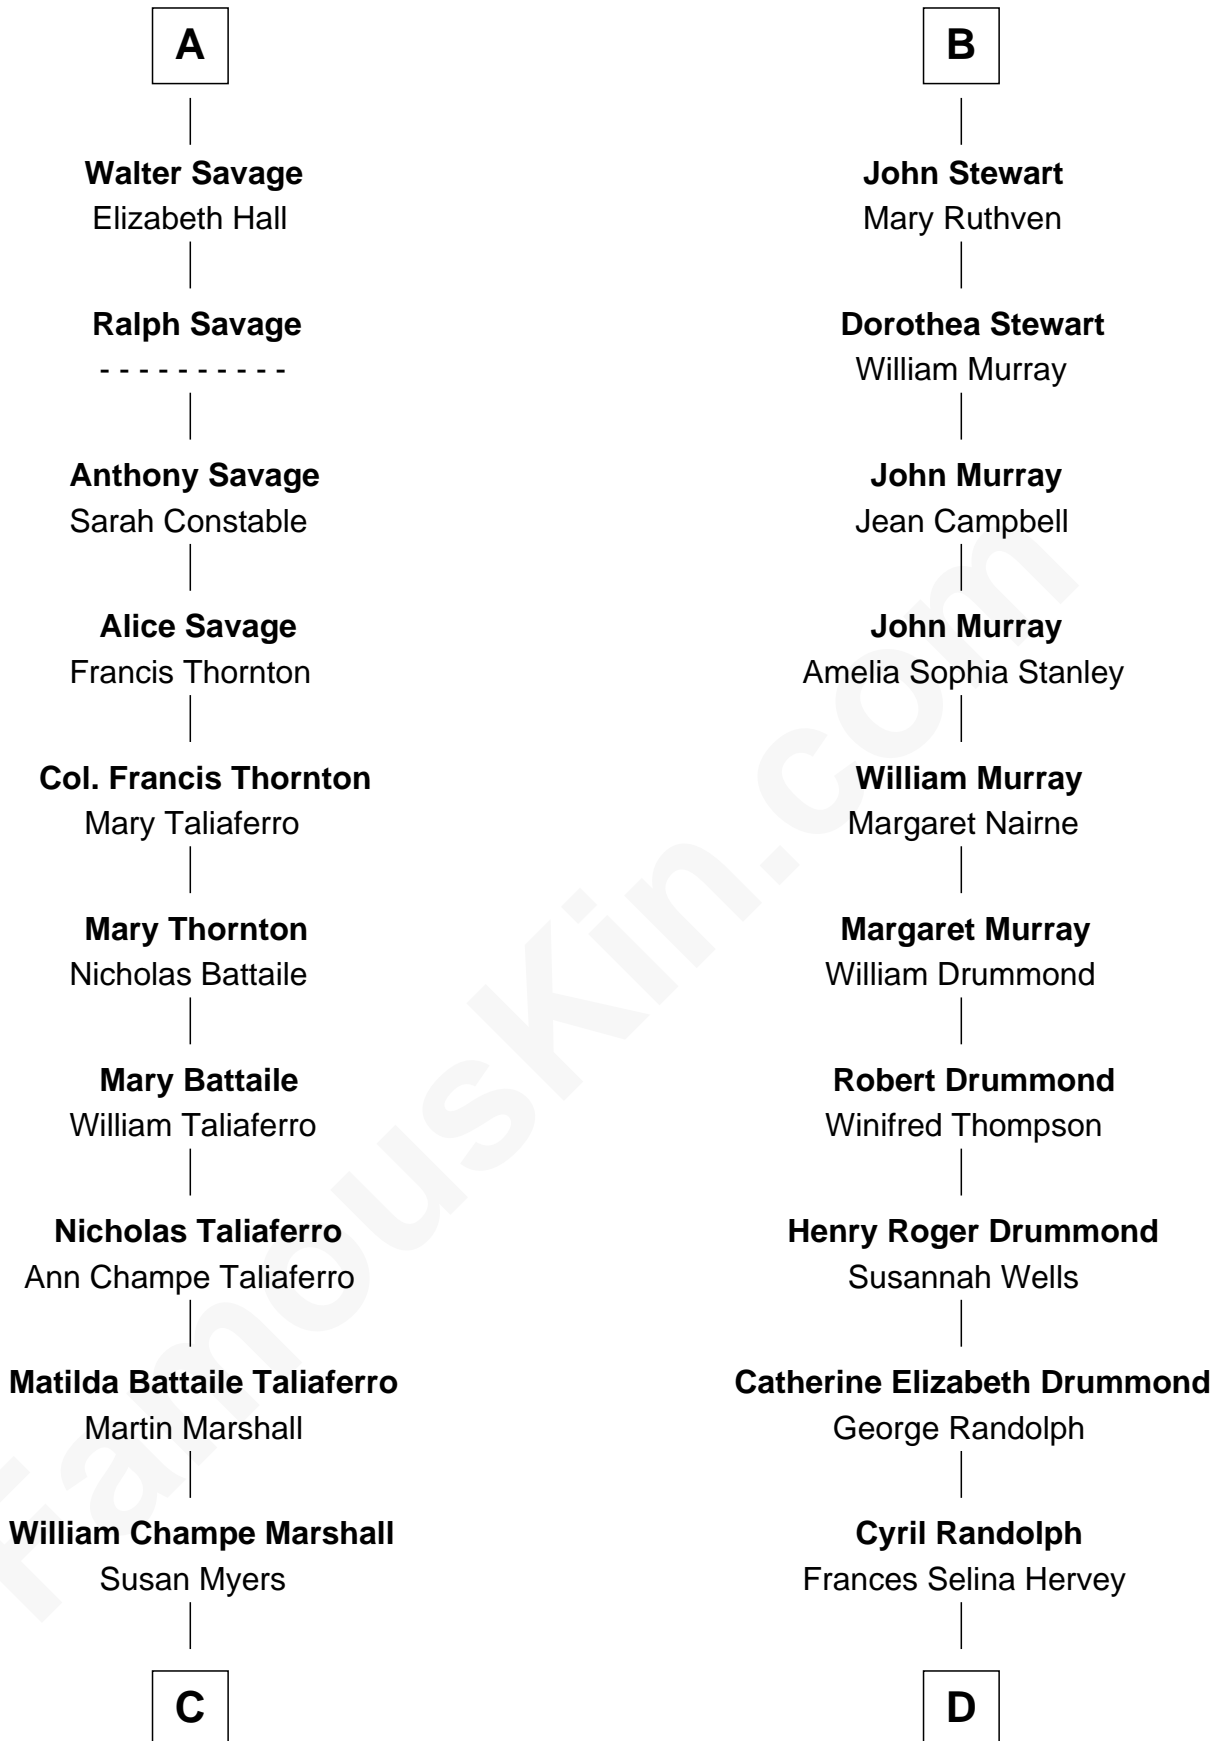 A
Walter Savage
Elizabeth Hall
Ralph Savage
- - - - - - - - - -
Anthony Savage
Sarah Constable
Alice Savage
Francis Thornton
Col. Francis Thornton
Mary Taliaferro
Mary Thornton
Nicholas Battaile
Mary Battaile
William Taliaferro
Nicholas Taliaferro
Ann Champe Taliaferro
Matilda Battaile Taliaferro
Martin Marshall
William Champe Marshall
Susan Myers
C
B
John Stewart
Mary Ruthven
Dorothea Stewart
William Murray
John Murray
Jean Campbell
John Murray
Amelia Sophia Stanley
William Murray
Margaret Nairne
Margaret Murray
William Drummond
Robert Drummond
Winifred Thompson
Henry Roger Drummond
Susannah Wells
Catherine Elizabeth Drummond
George Randolph
Cyril Randolph
Frances Selina Hervey
D
FamousKin.com